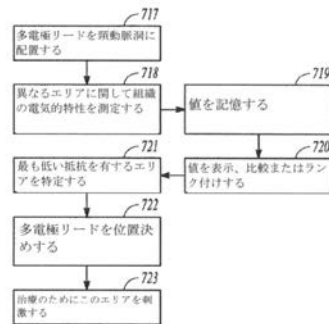 717
多電極リードを頸動脈洞に
配置する
718
異なるエリアに関して組織
の電気的特性を測定する
719
値を記憶する
720
値を表示、比較またはラン
ク付けする
721
最も低い抵抗を有するエリ
アを特定する
722
多電極リードを位置決
めする
723
治療のためにこのエリアを刺
激する